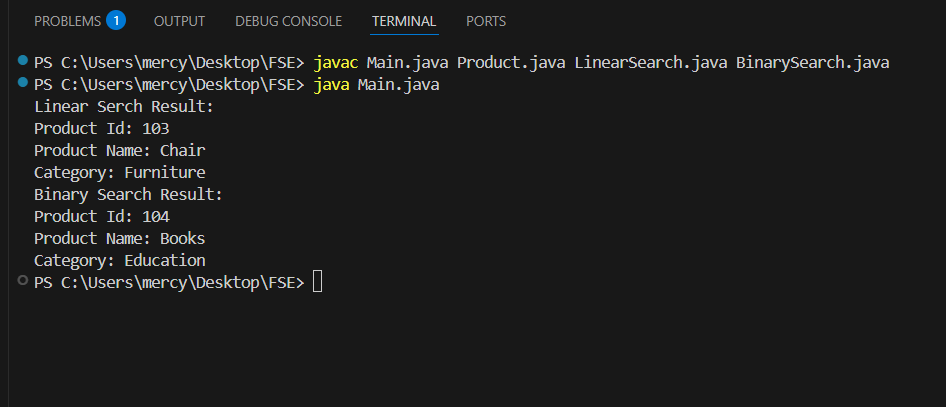 PROBLEMS 1 OUTPUT DEBUG CONSOLE TERMINAL PORTS
PS C:\Users\mercy\Desktop\FSE> javac Main.java Product.java LinearSearch.java BinarySearch.java
PS C:\Users\mercy\Desktop\FSE> java Main.java
Linear Serch Result:
Product Id: 103
Product Name: Chair
Category: Furniture
Binary Search Result:
Product Id: 104
Product Name: Books
Category: Education
PS C:\Users\mercy\Desktop\FSE>